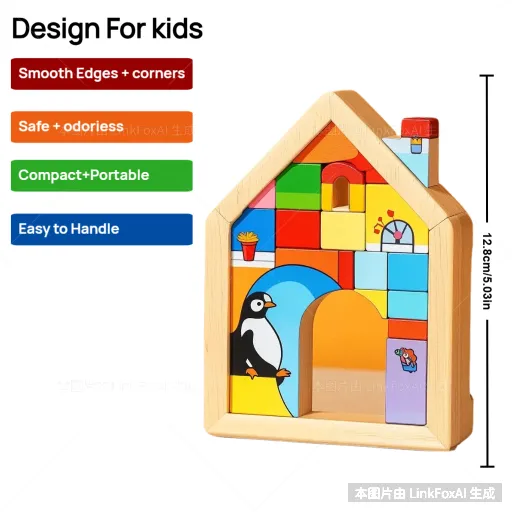 Design For kids
Smooth Edges + corners
Safe + odoriess
Compact+Portable
Easy to Handle
12.8cm/5.03in
本图片由 LinkFoxAI 生成